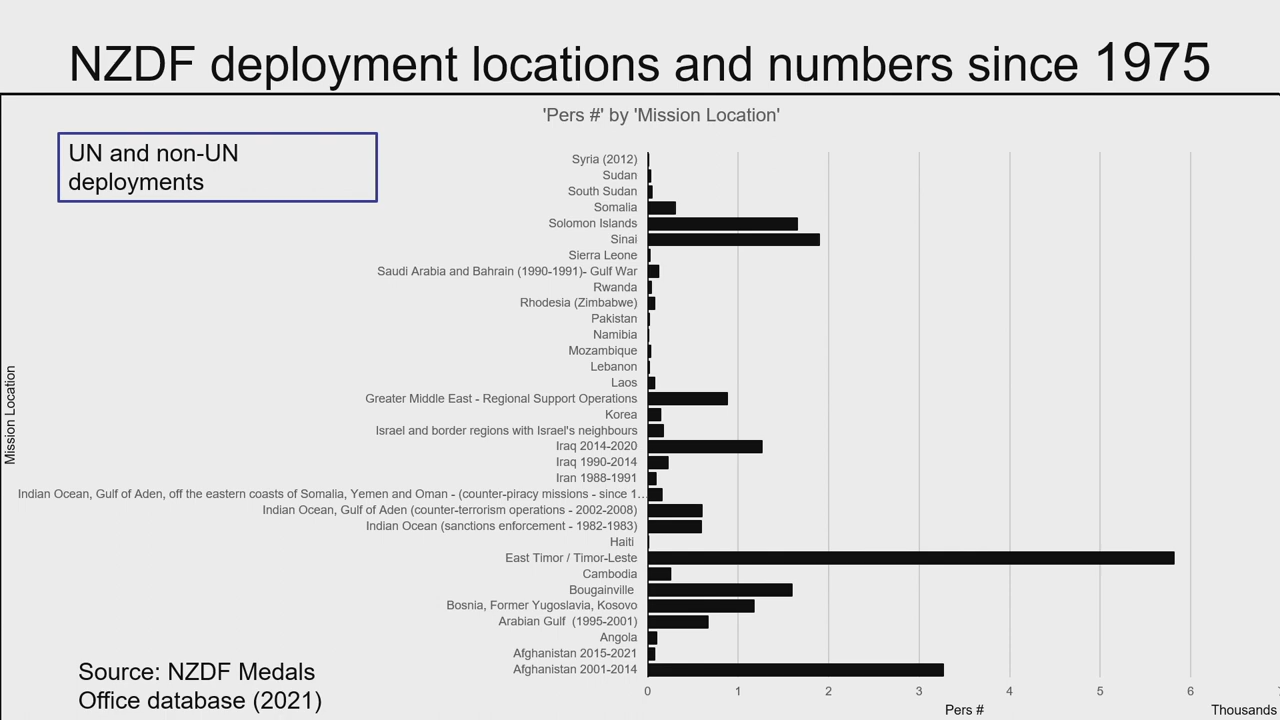 NZDF deployment locations and numbers since 1975
'Pers #' by 'Mission Location'
UN and non-UN
deployments
Syria (2012)
Sudan
South Sudan
Somalia
Solomon Islands
Sinai
Sierra Leone
Saudi Arabia and Bahrain (1990-1991)- Gulf War
Rwanda
Rhodesia (Zimbabwe)
Pakistan
Namibia
Mozambique
Lebanon
Laos
Greater Middle East - Regional Support Operations
Korea
Israel and border regions with Israel's neighbours
Iraq 2014-2020
Iraq 1990-2014
Iran 1988-1991
Indian Ocean, Gulf of Aden, off the eastern coasts of Somalia, Yemen and Oman - (counter-piracy missions - since 1...
Indian Ocean, Gulf of Aden (counter-terrorism operations - 2002-2008)
Indian Ocean (sanctions enforcement - 1982-1983)
Haiti
East Timor / Timor-Leste
Cambodia
Bougainville
Bosnia, Former Yugoslavia, Kosovo
Arabian Gulf (1995-2001)
Angola
Afghanistan 2015-2021
Afghanistan 2001-2014
Mission Location
0 1 2 3 4 5 6
Pers #
Thousands
Source: NZDF Medals
Office database (2021)